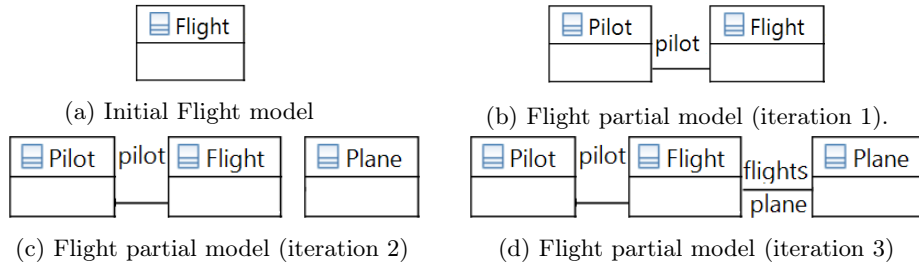 Flight
Pilot pilot Flight
(a) Initial Flight model
(b) Flight partial model (iteration 1).
Pilot pilot Flight Plane
Pilot pilot Flight flights plane Plane
(c) Flight partial model (iteration 2)
(d) Flight partial model (iteration 3)